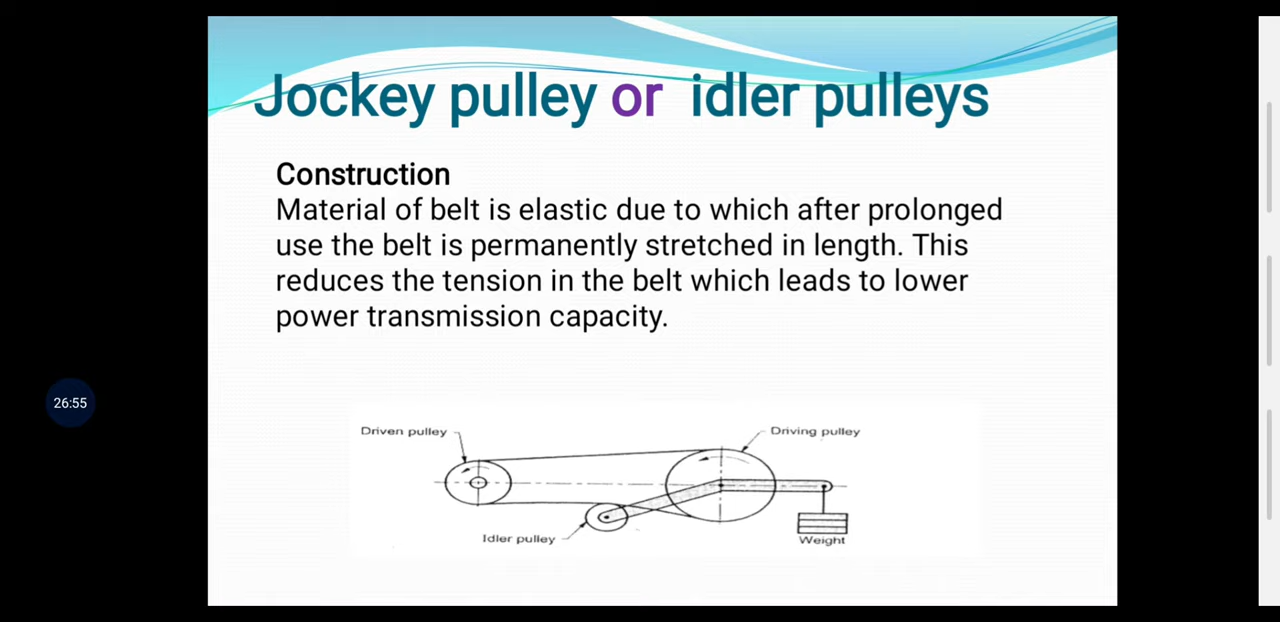 Jockey pulley or idler pulleys
Construction
Material of belt is elastic due to which after prolonged
use the belt is permanently stretched in length. This
reduces the tension in the belt which leads to lower
power transmission capacity.
26:55
Driven pulley
Driving pulley
Idler pulley
Weight